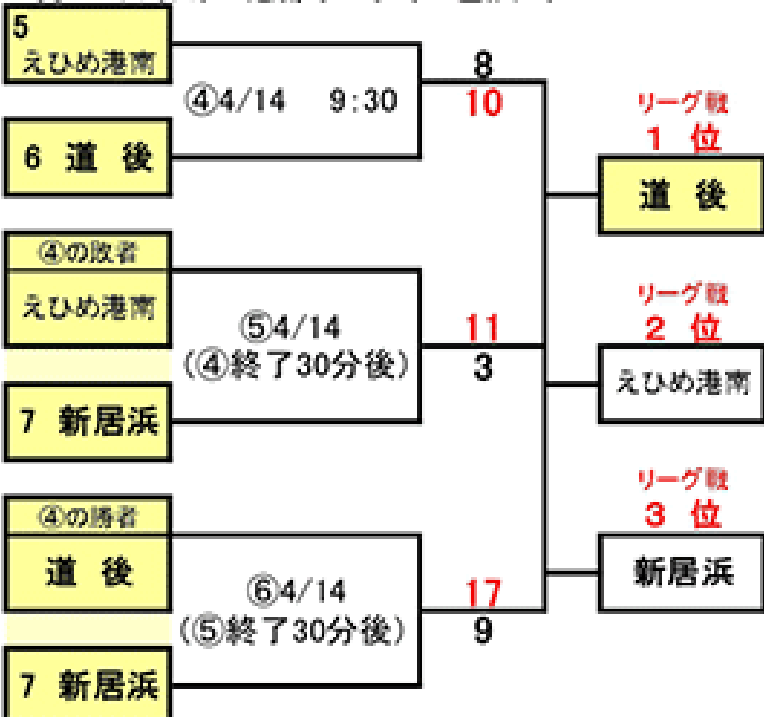 5
えひめ港南
6 道 後
④4/14 9:30
8
10
④の敗者
えひめ港南
7 新居浜
⑤4/14
(④終了30分後)
11
3
④の勝者
道 後
7 新居浜
⑥4/14
(⑤終了30分後)
17
9
リーグ戦
1 位
道 後
リーグ戦
2 位
えひめ港南
リーグ戦
3 位
新居浜